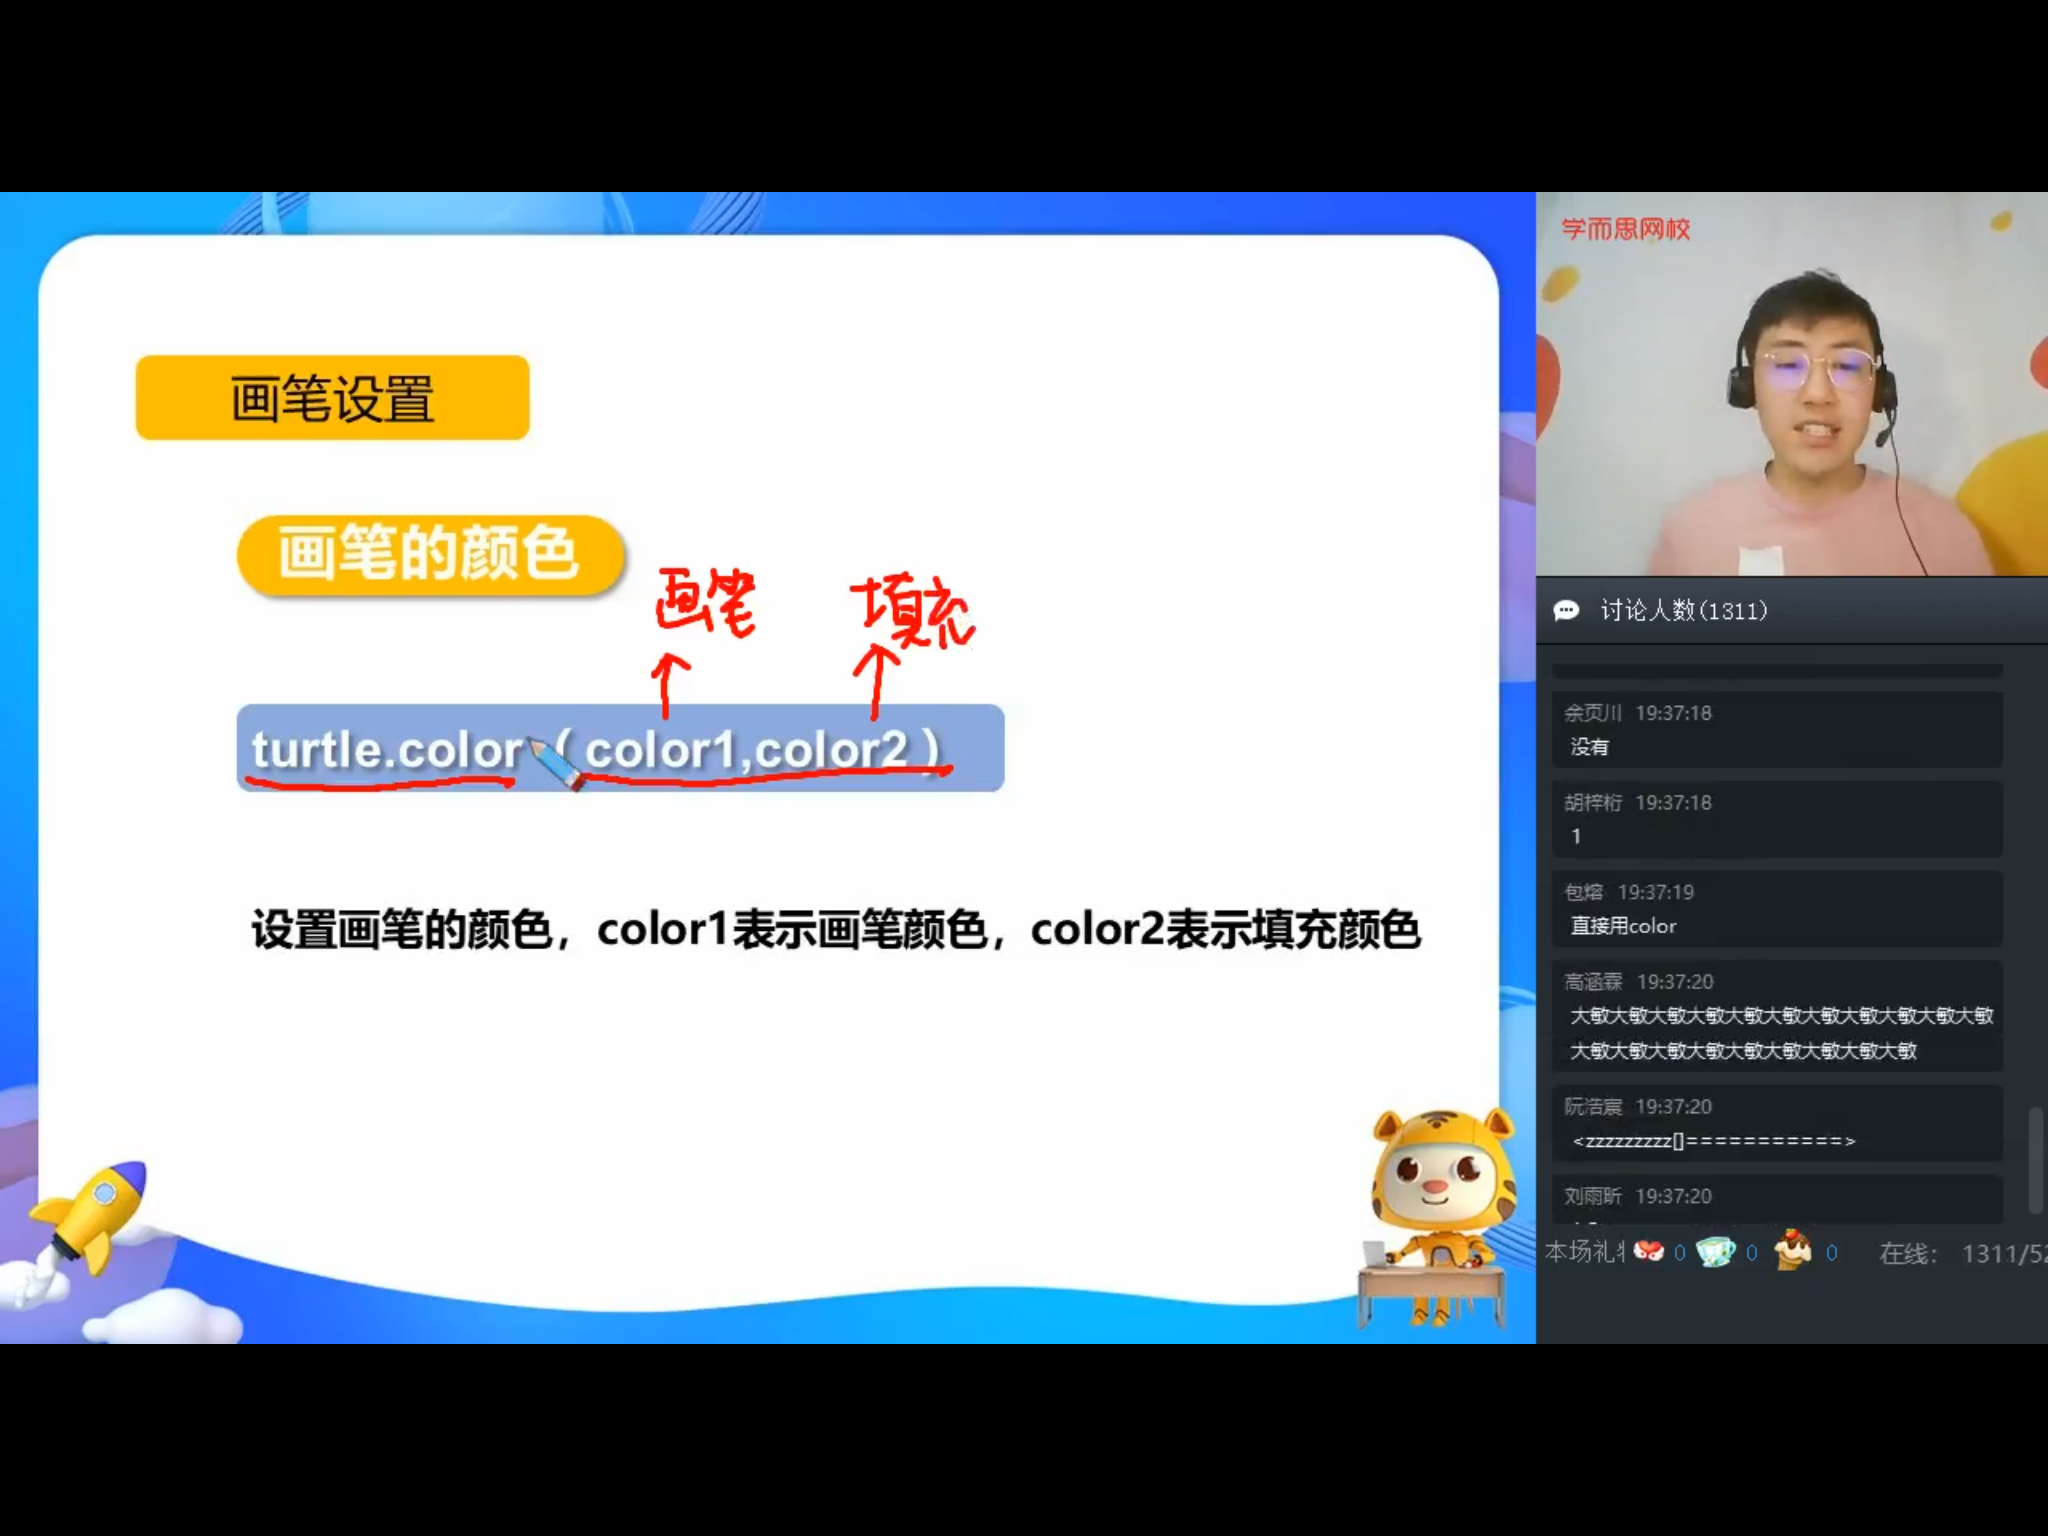 画笔设置
画笔的颜色
画笔
填充
turtle.color（color1,color2）
设置画笔的颜色，color1表示画笔颜色，color2表示填充颜色
学而思网校
讨论人数(1311)
余页川 19:37:18
没有
胡梓桁 19:37:18
1
包熔 19:37:19
直接用color
高涵霖 19:37:20
大敏大敏大敏大敏大敏大敏大敏大敏大敏大敏大敏
大敏大敏大敏大敏大敏大敏大敏大敏大敏
阮浩宸 19:37:20
<zzzzzzzzz[]===========>
刘雨昕 19:37:20
本场礼 0 0 0 在线： 1311/52